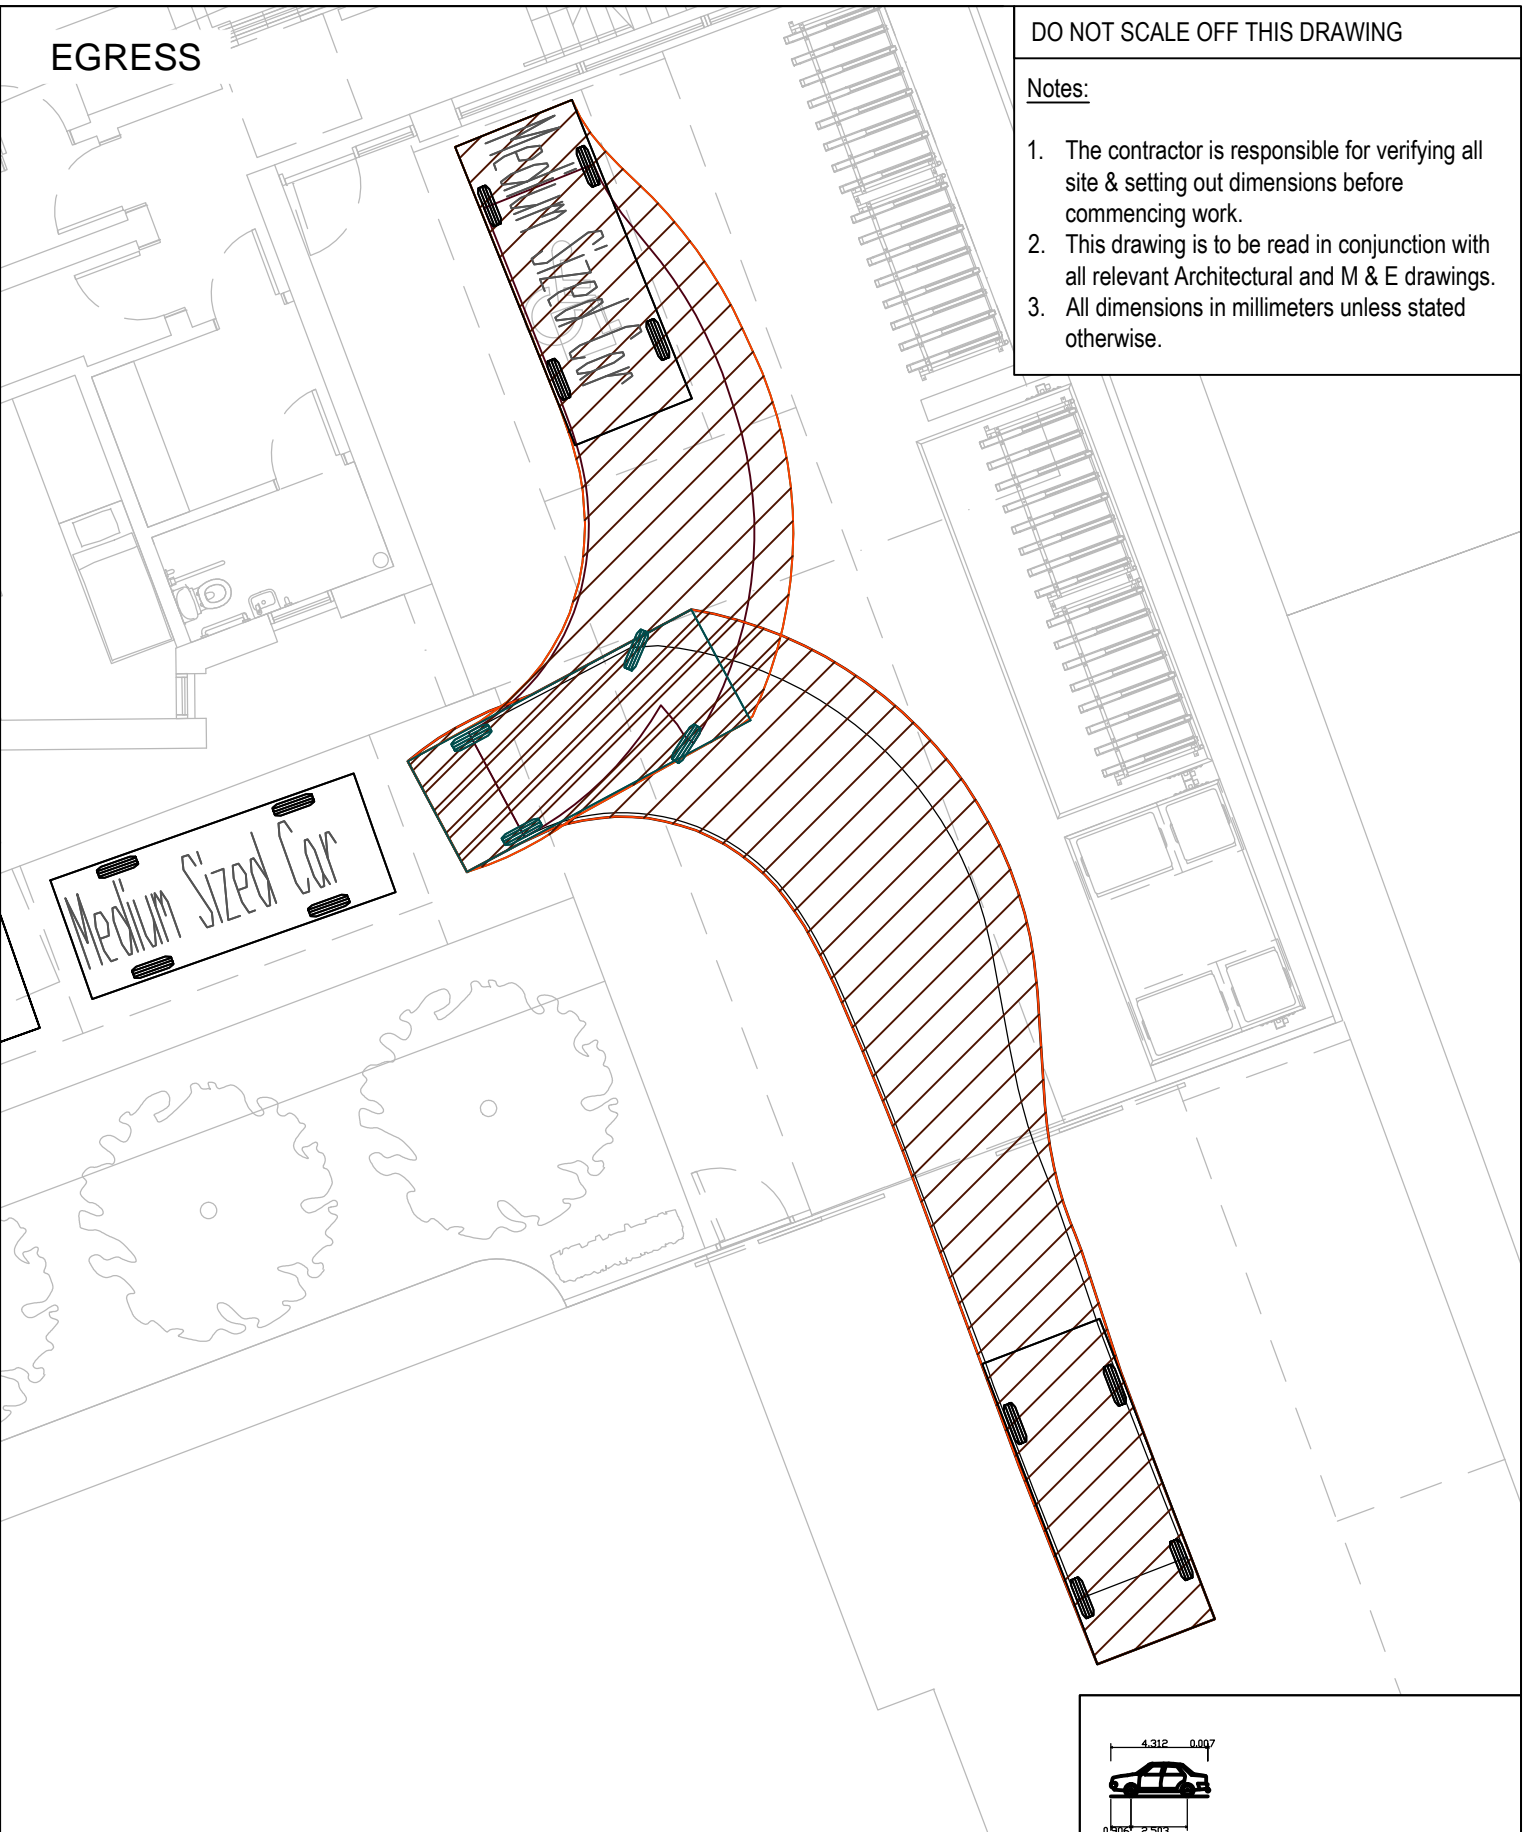 EGRESS
DO NOT SCALE OFF THIS DRAWING
Notes:
1. The contractor is responsible for verifying all
site & setting out dimensions before
commencing work.
2. This drawing is to be read in conjunction with
all relevant Architectural and M & E drawings.
3. All dimensions in millimeters unless stated
otherwise.
Medium Sized Car
Medium Sized Car
4.312 0.007
0.906 2.503